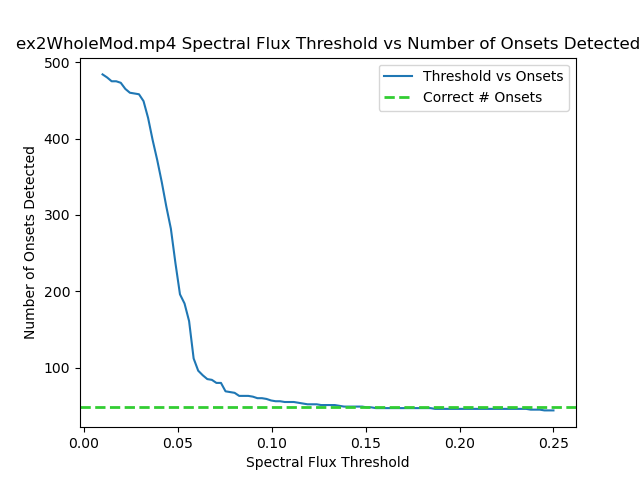 ex2WholeMod.mp4 Spectral Flux Threshold vs Number of Onsets Detected
Threshold vs Onsets
Correct # Onsets
Number of Onsets Detected
500
400
300
200
100
0.00 0.05 0.10 0.15 0.20 0.25
Spectral Flux Threshold